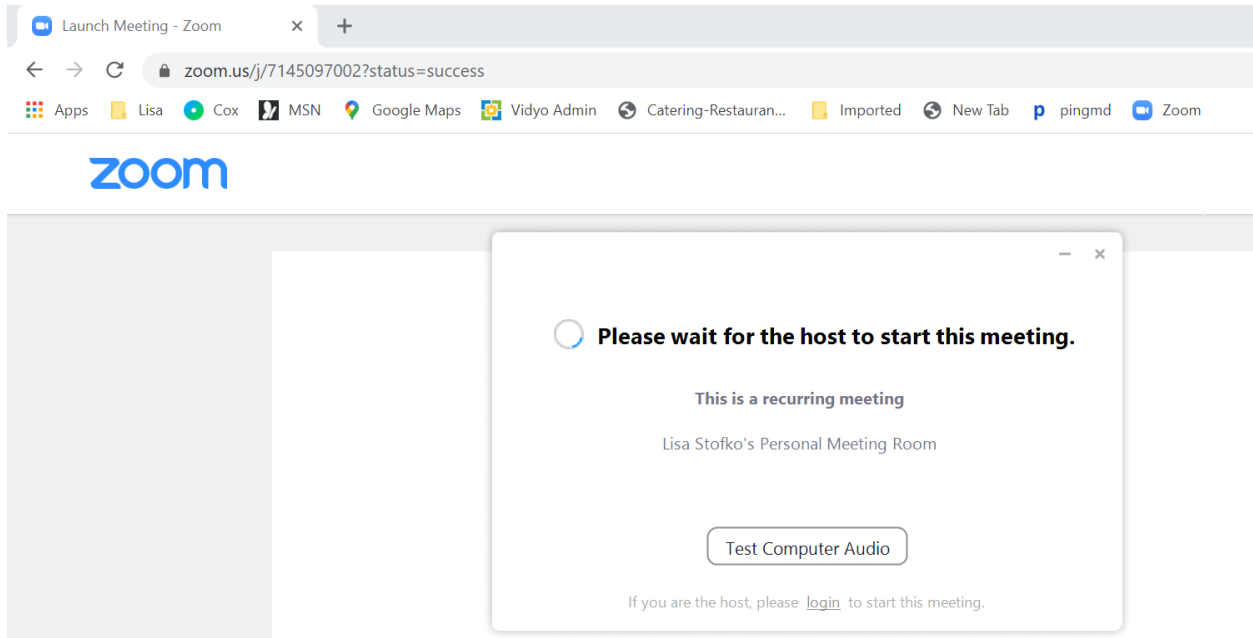 Launch Meeting - Zoom
zoom.us/j/7145097002?status=success
Apps Lisa Cox MSN Google Maps Vidyo Admin Catering-Restauran... Imported New Tab p pingmd Zoom
zoom
Please wait for the host to start this meeting.
This is a recurring meeting
Lisa Stofko's Personal Meeting Room
Test Computer Audio
If you are the host, please login to start this meeting.